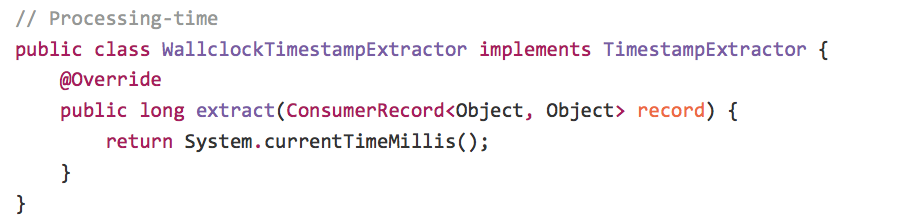 // Processing-time
public class WallclockTimestampExtractor implements TimestampExtractor {
    @Override
    public long extract(ConsumerRecord<Object, Object> record) {
        return System.currentTimeMillis();
    }
}